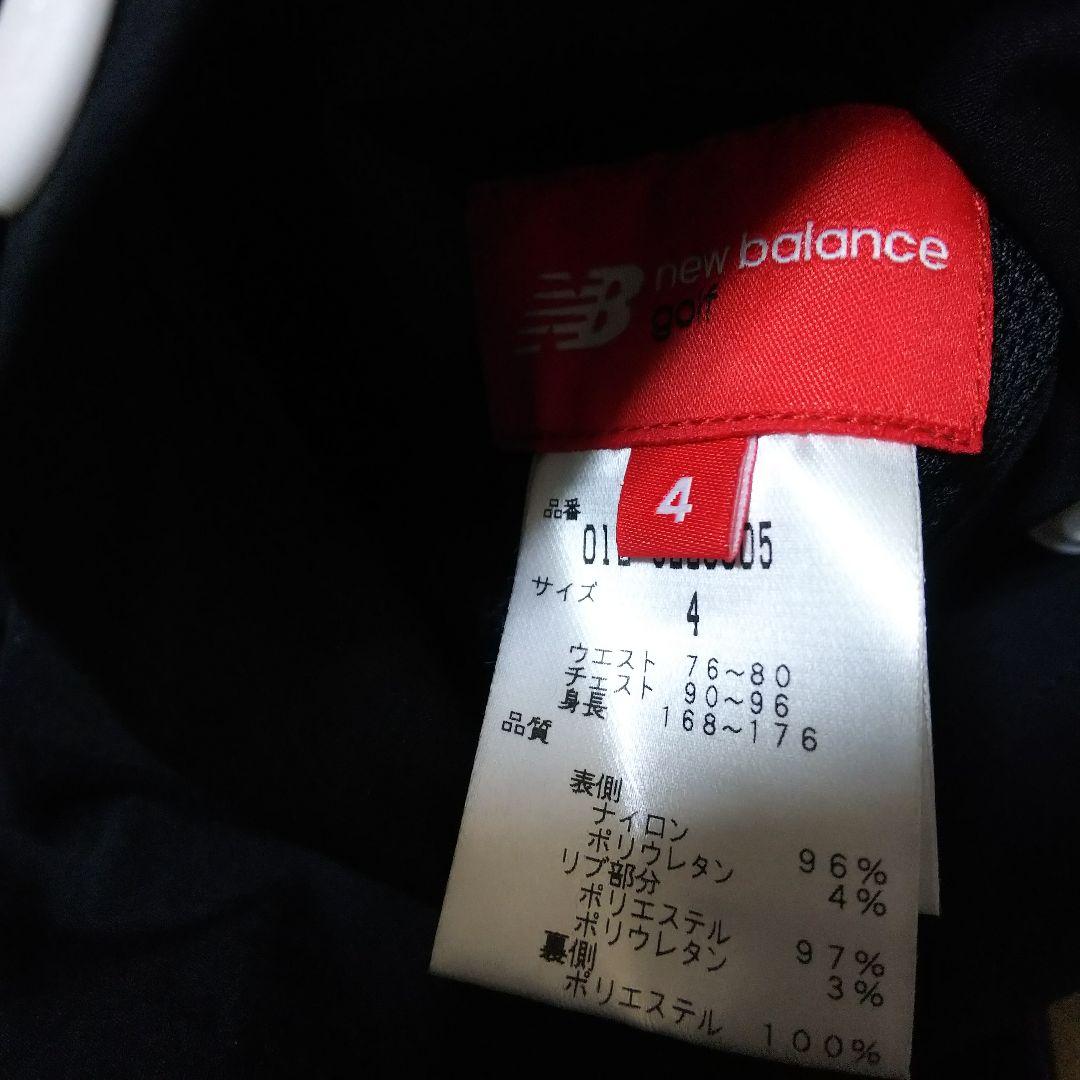 NB new balance
golf
4
品番
サイズ 4
ウエスト 76～80
チェスト 90～96
身長 168～176
品質
表側
ナイロン 96%
ポリウレタン 4%
リブ部分
ポリエステル 97%
ポリウレタン 3%
裏側
ポリエステル 100%